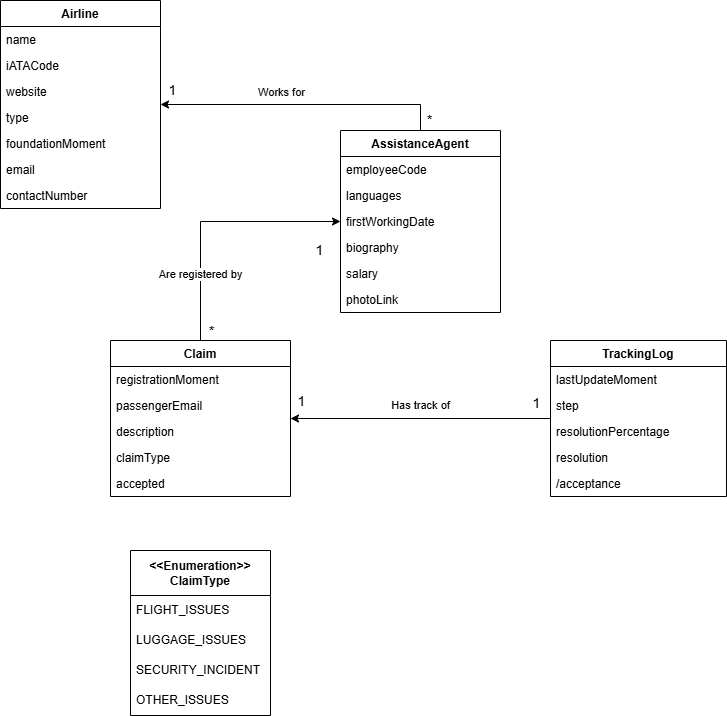 Airline
name
iATACode
website
type
foundationMoment
email
contactNumber
1
Works for
*
AssistanceAgent
employeeCode
languages
firstWorkingDate
biography
salary
photoLink
1
Are registered by
*
Claim
registrationMoment
passengerEmail
description
claimType
accepted
1
Has track of
1
TrackingLog
lastUpdateMoment
step
resolutionPercentage
resolution
/acceptance
<<Enumeration>>
ClaimType
FLIGHT_ISSUES
LUGGAGE_ISSUES
SECURITY_INCIDENT
OTHER_ISSUES